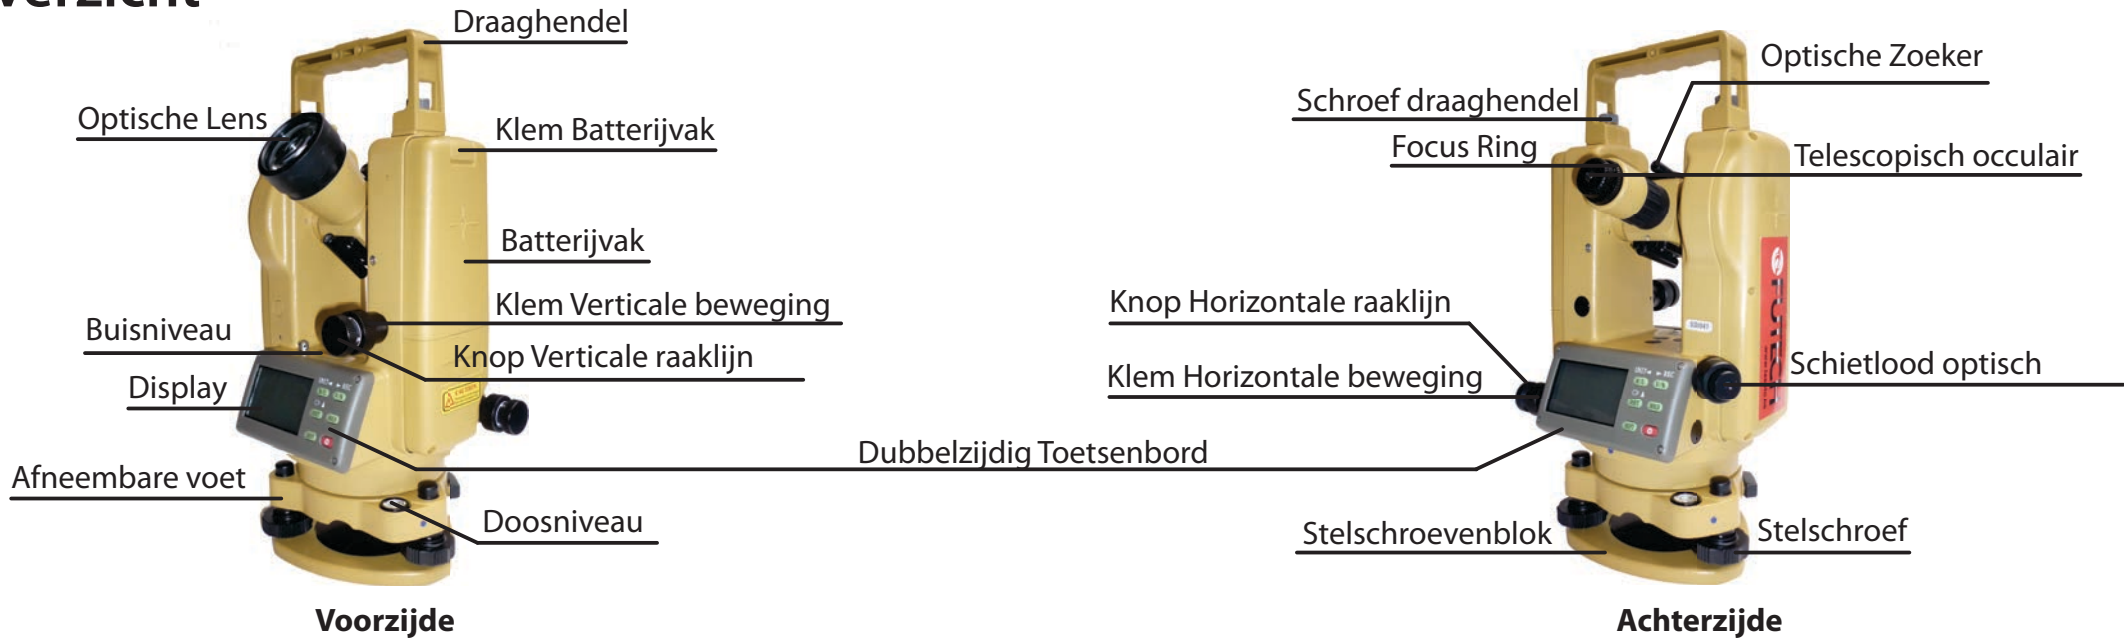 verzicht
Draaghendel
Optische Lens
Klem Batterijvak
Batterijvak
Klem Verticale beweging
Buisniveau
Knop Verticale raaklijn
Display
Afneembare voet
Doosniveau
Dubbelzijdig Toetsenbord
Voorzijde
Optische Zoeker
Schroef draaghendel
Focus Ring
Telescopisch occulair
Knop Horizontale raaklijn
Klem Horizontale beweging
Schietlood optisch
Stelschroevenblok
Stelschroef
Achterzijde
FUTECH